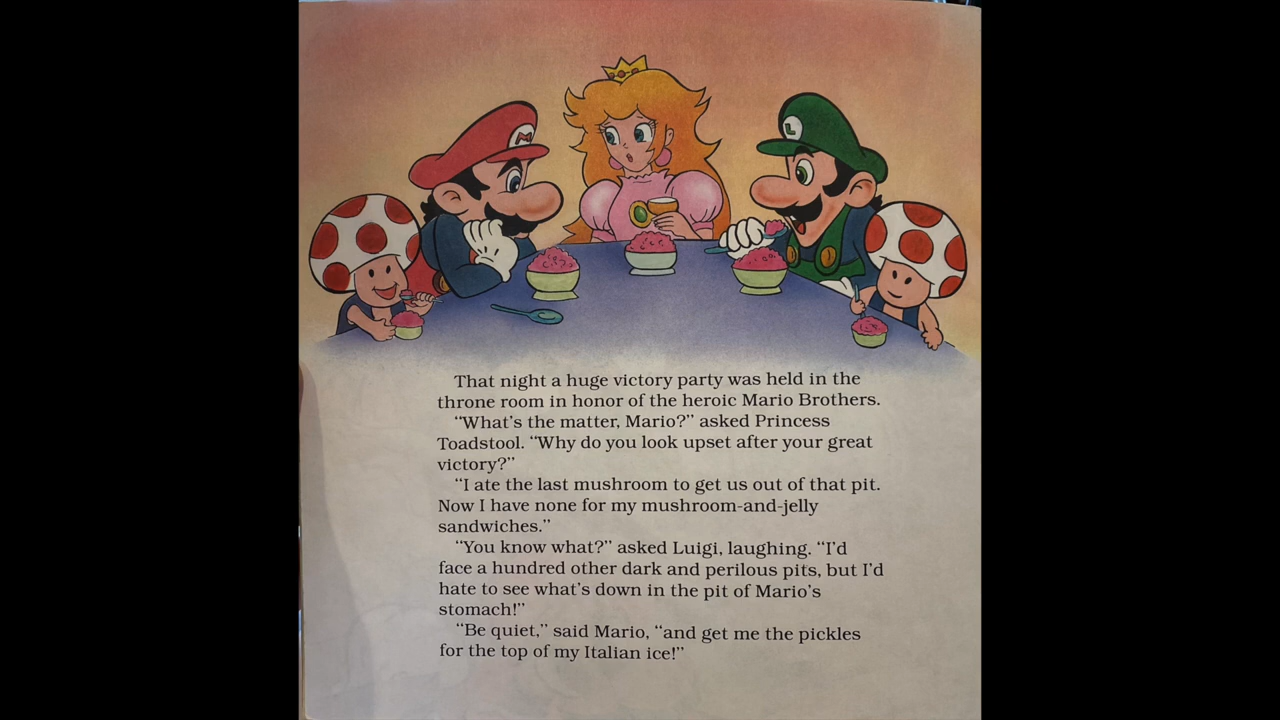 M
L
That night a huge victory party was held in the
throne room in honor of the heroic Mario Brothers.
“What’s the matter, Mario?” asked Princess
Toadstool. “Why do you look upset after your great
victory?”
“I ate the last mushroom to get us out of that pit.
Now I have none for my mushroom-and-jelly
sandwiches.”
“You know what?” asked Luigi, laughing. “I’d
face a hundred other dark and perilous pits, but I’d
hate to see what’s down in the pit of Mario’s
stomach!”
“Be quiet,” said Mario, “and get me the pickles
for the top of my Italian ice!”